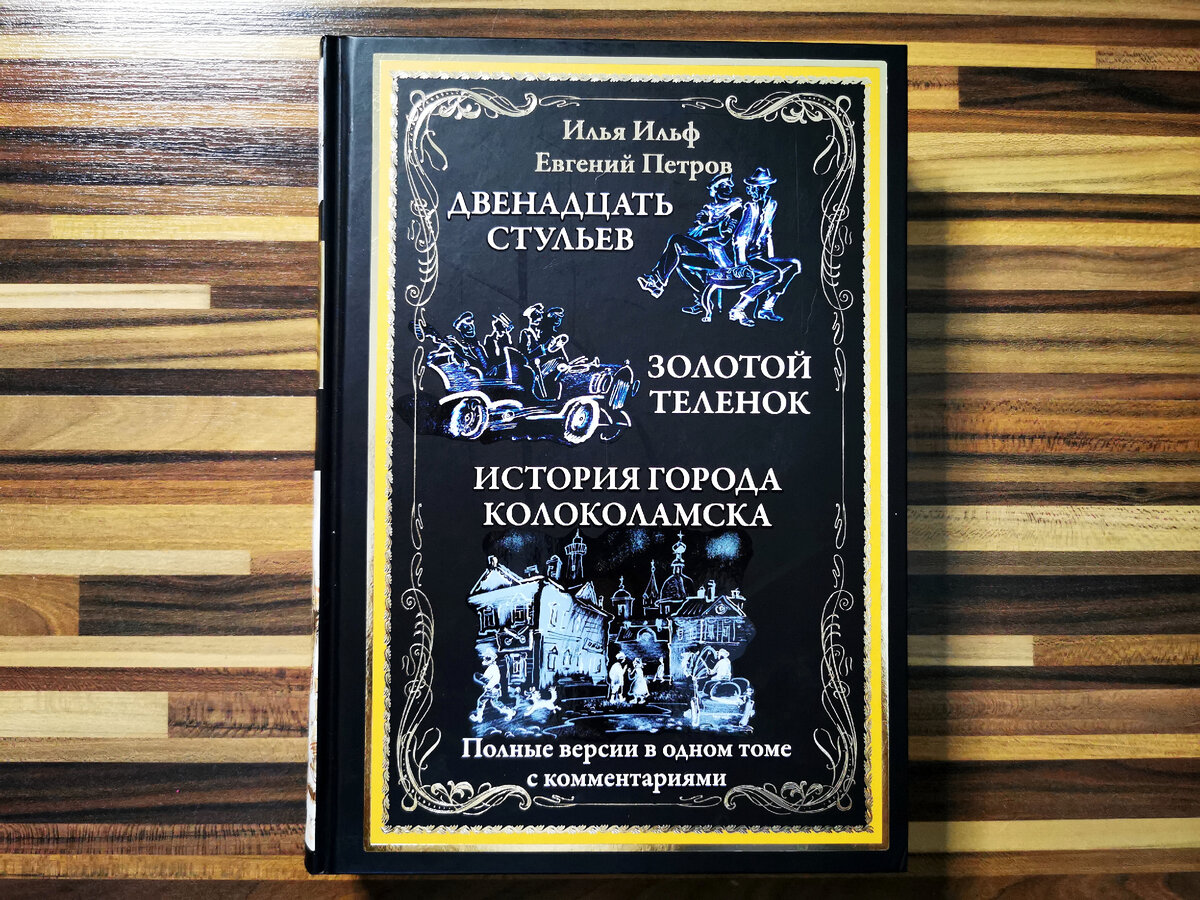 Илья Ильф
Евгений Петров
ДВЕНАДЦАТЬ
СТУЛЬЕВ
ЗОЛОТОЙ
ТЕЛЕНОК
ИСТОРИЯ ГОРОДА
КОЛОКОЛАМСКА
Полные версии в одном томе
с комментариями